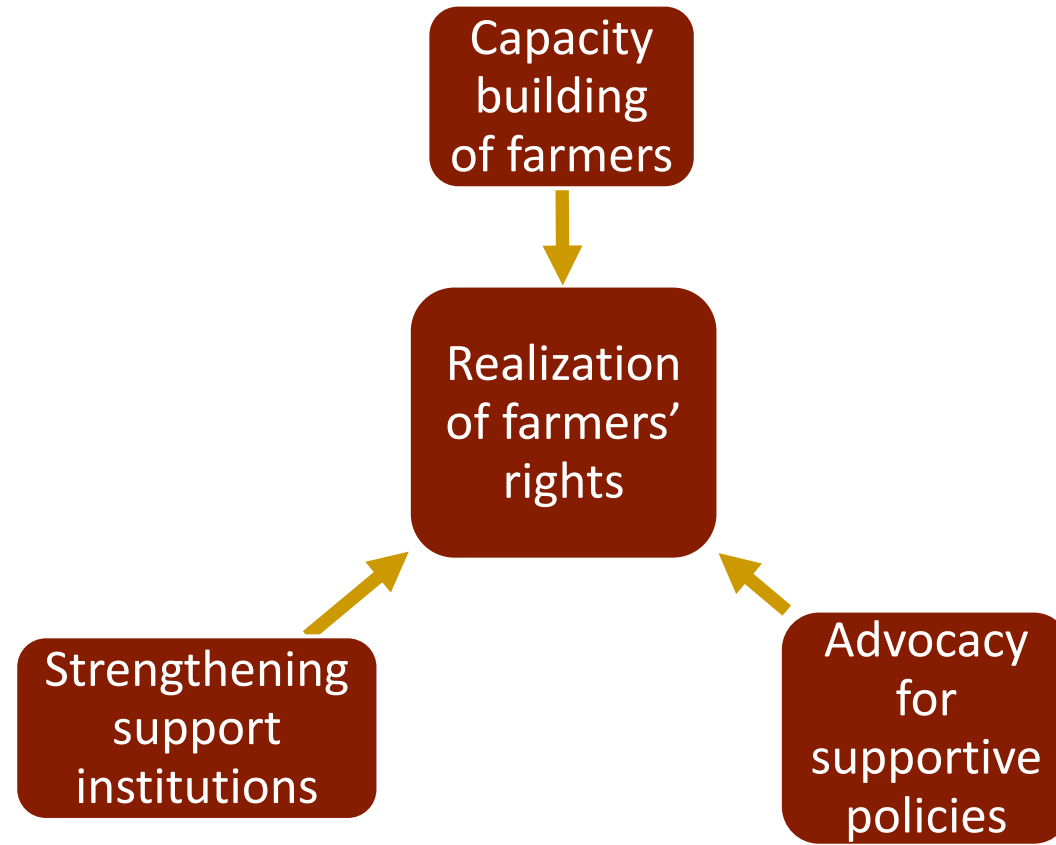 Capacity
building
of farmers
Realization
of farmers’
rights
Strengthening
support
institutions
Advocacy
for
supportive
policies